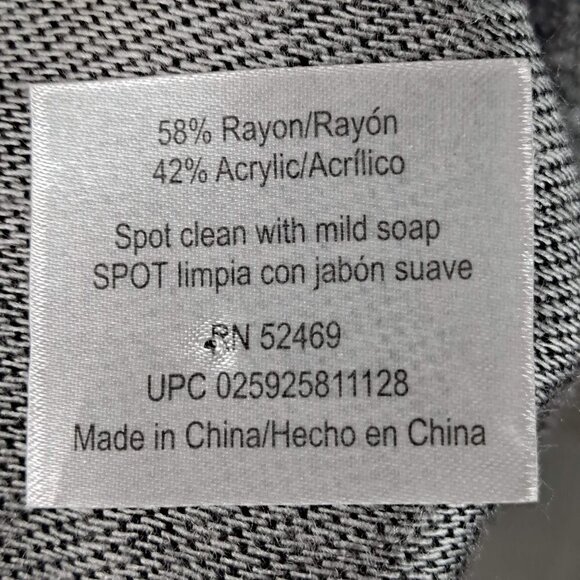 58% Rayon/Rayón
42% Acrylic/Acrílico
Spot clean with mild soap
SPOT limpia con jabón suave
RN 52469
UPC 025925811128
Made in China/Hecho en China